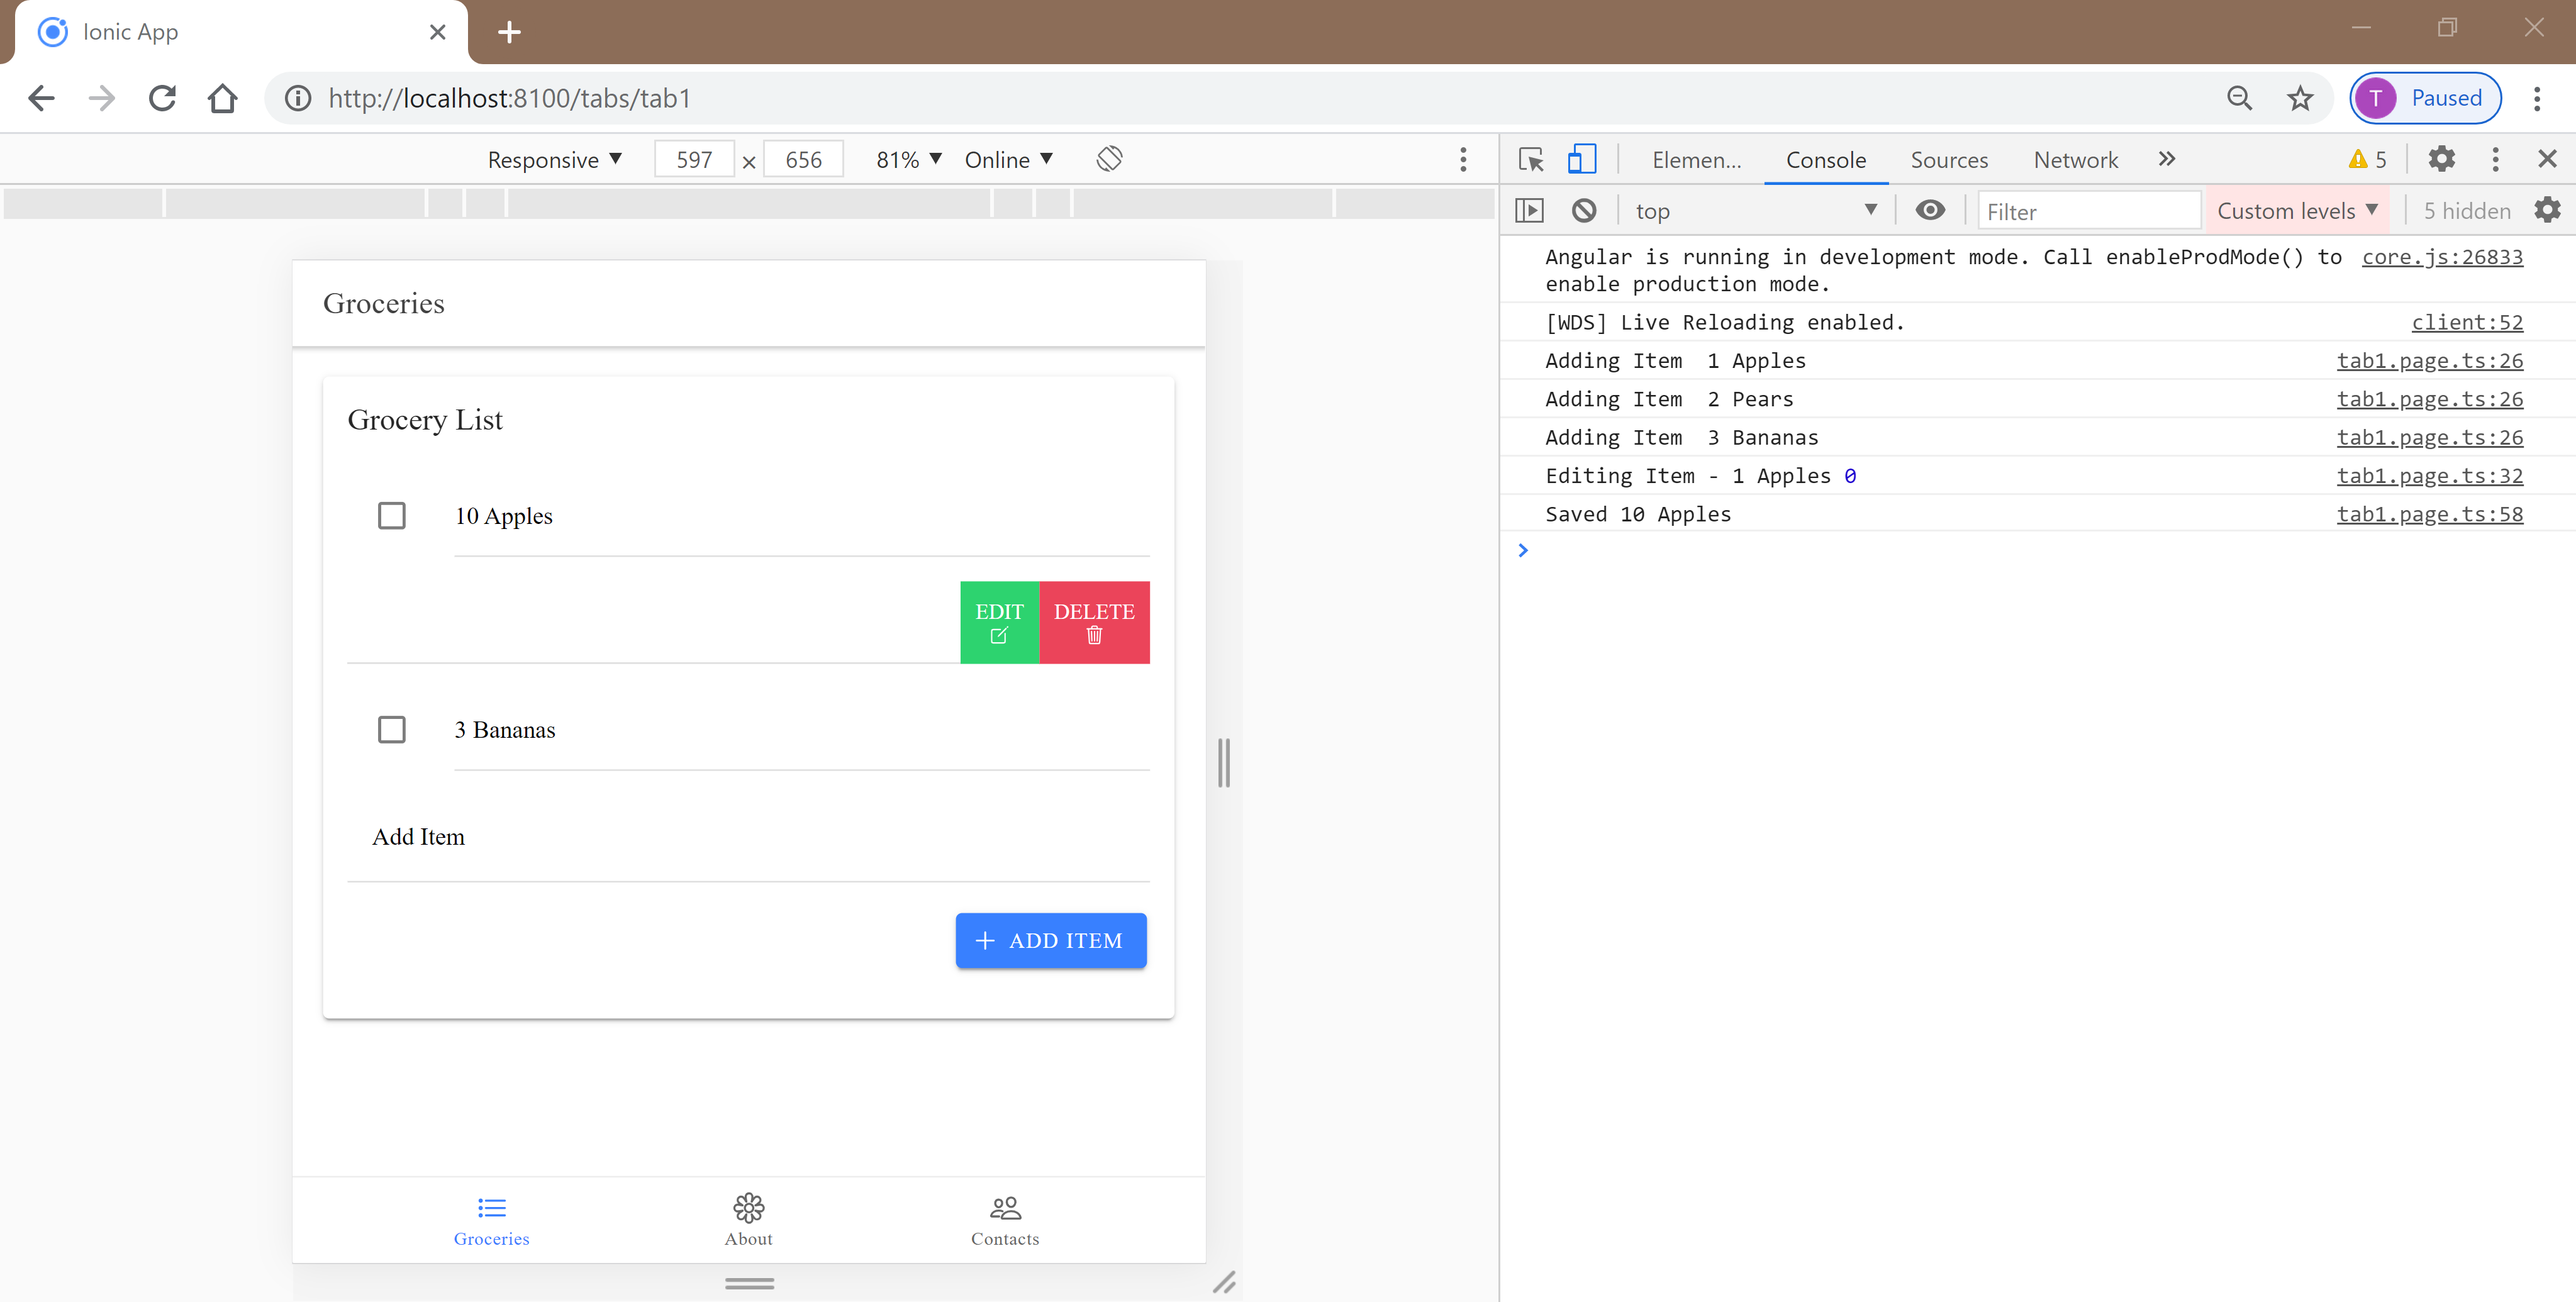 Ionic App
http://localhost:8100/tabs/tab1
T Paused
Responsive ▼ 597 × 656 81% ▼ Online ▼
Elemen... Console Sources Network » 5
top ▼ Filter Custom levels ▼ 5 hidden
Groceries
Grocery List
10 Apples
EDIT DELETE
3 Bananas
Add Item
+ ADD ITEM
Groceries About Contacts
Angular is running in development mode. Call enableProdMode() to core.js:26833
enable production mode.
[WDS] Live Reloading enabled. client:52
Adding Item  1 Apples tab1.page.ts:26
Adding Item  2 Pears tab1.page.ts:26
Adding Item  3 Bananas tab1.page.ts:26
Editing Item - 1 Apples 0 tab1.page.ts:32
Saved 10 Apples tab1.page.ts:58